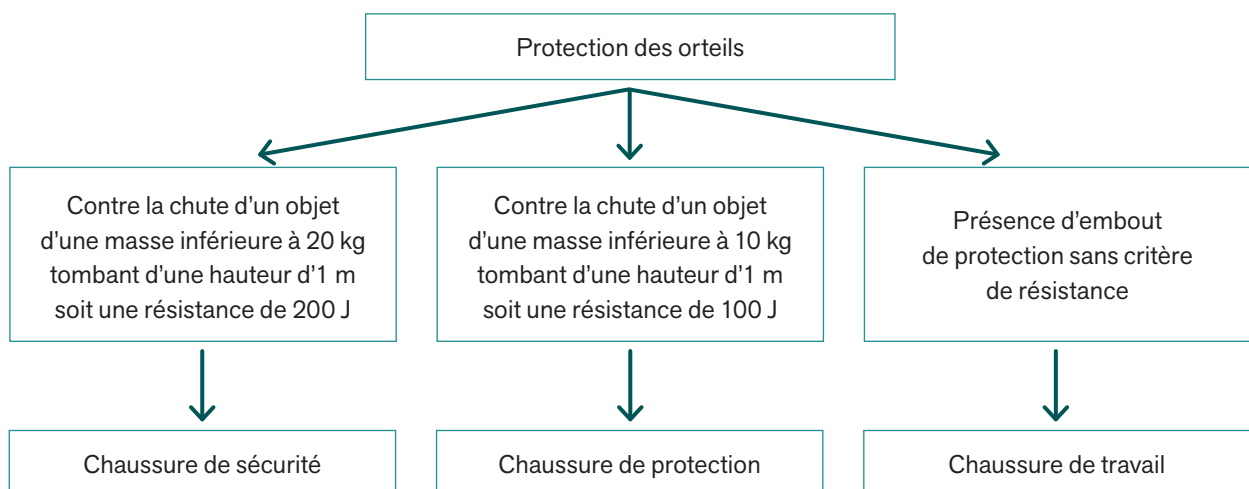 Protection des orteils
Contre la chute d’un objet
d’une masse inférieure à 20 kg
tombant d’une hauteur d’1 m
soit une résistance de 200 J
Contre la chute d’un objet
d’une masse inférieure à 10 kg
tombant d’une hauteur d’1 m
soit une résistance de 100 J
Présence d’embout
de protection sans critère
de résistance
Chaussure de sécurité
Chaussure de protection
Chaussure de travail